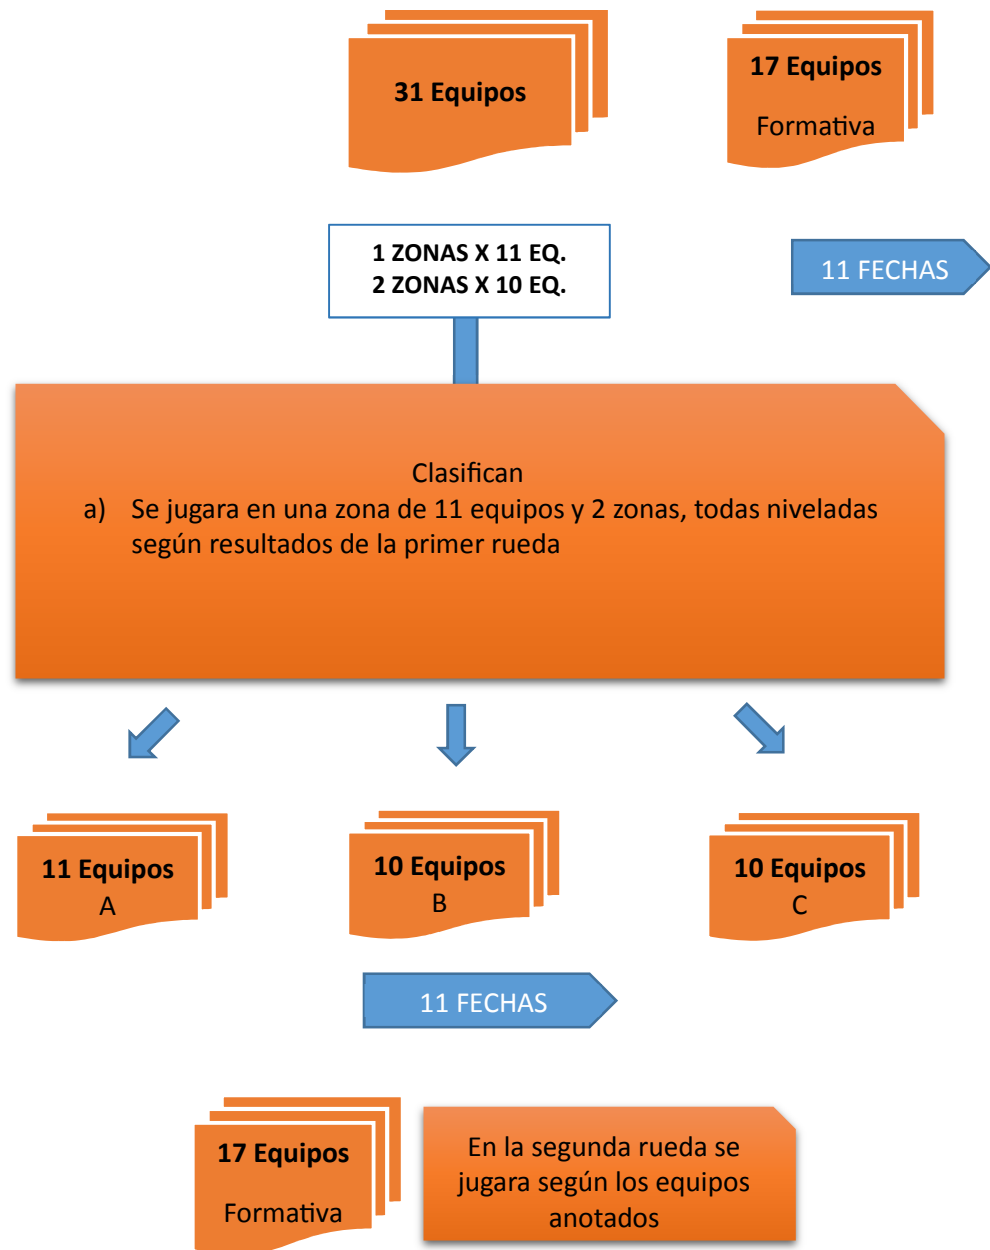 31 Equipos
17 Equipos
Formativa
1 ZONAS X 11 EQ.
2 ZONAS X 10 EQ.
11 FECHAS
Clasifican
a) Se jugara en una zona de 11 equipos y 2 zonas, todas niveladas
según resultados de la primer rueda
11 Equipos
A
10 Equipos
B
10 Equipos
C
11 FECHAS
17 Equipos
Formativa
En la segunda rueda se
jugara según los equipos
anotados